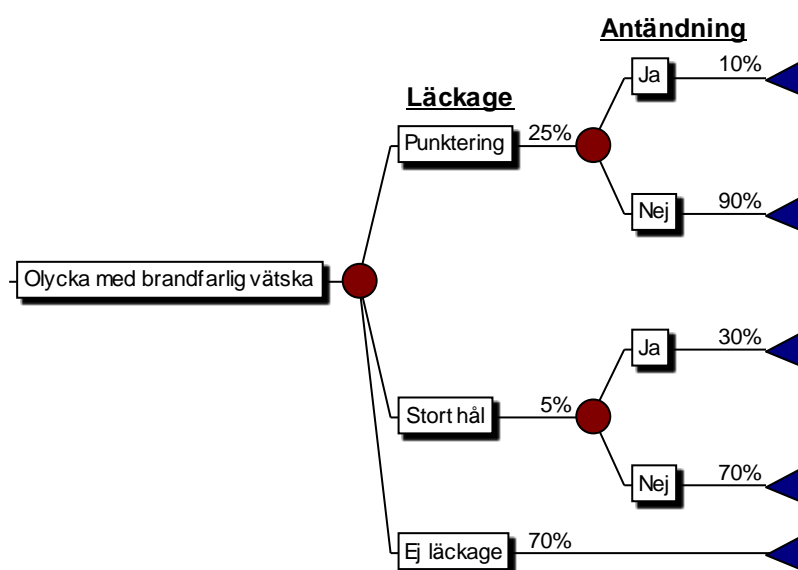 Antändning
Ja 10%
Läckage
Punktering 25%
Nej 90%
Olycka med brandfarlig vätska
Ja 30%
Stort hål 5%
Nej 70%
Ej läckage 70%